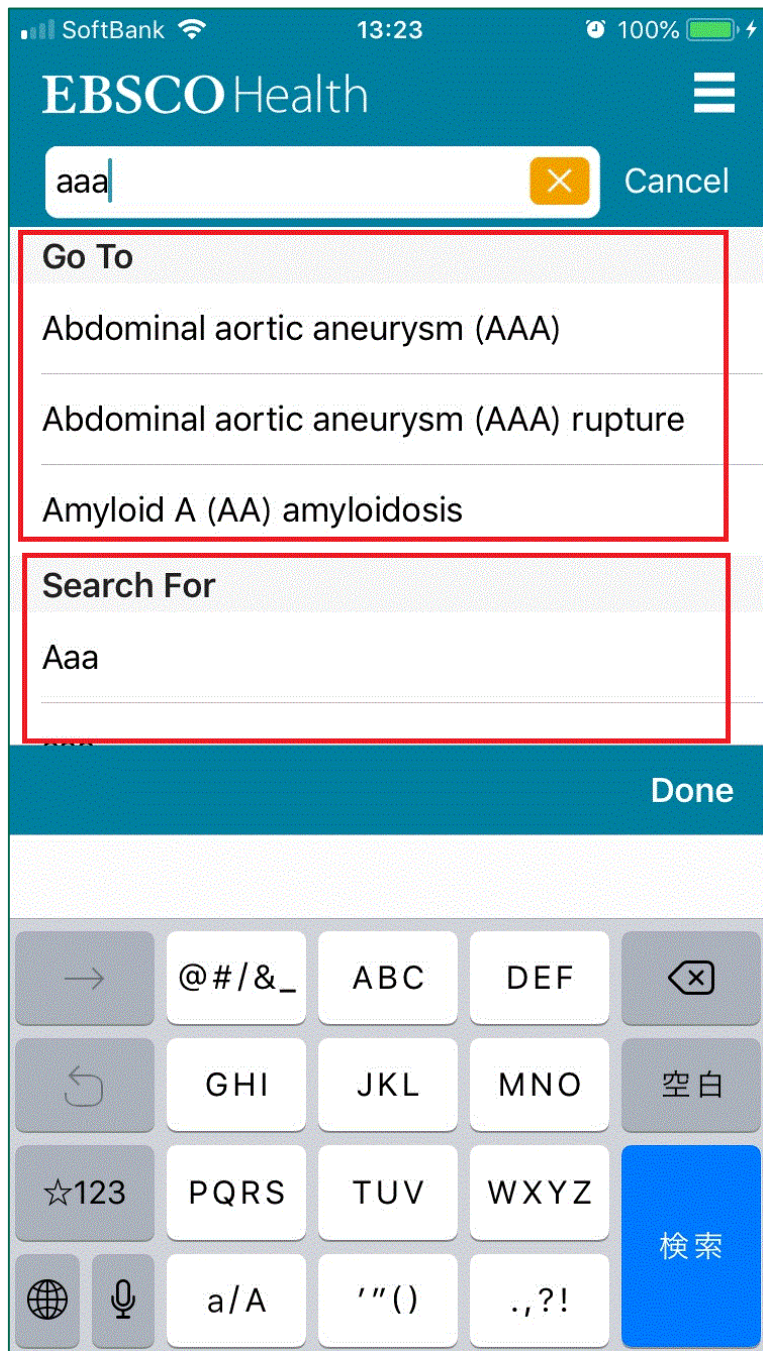 SoftBank 13:23 100%
EBSCO Health
aaa Cancel
Go To
Abdominal aortic aneurysm (AAA)
Abdominal aortic aneurysm (AAA) rupture
Amyloid A (AA) amyloidosis
Search For
Aaa
Done
→ @#/&_ ABC DEF
GHI JKL MNO 空白
☆123 PQRS TUV WXYZ
検索
a/A ’”() .,?!